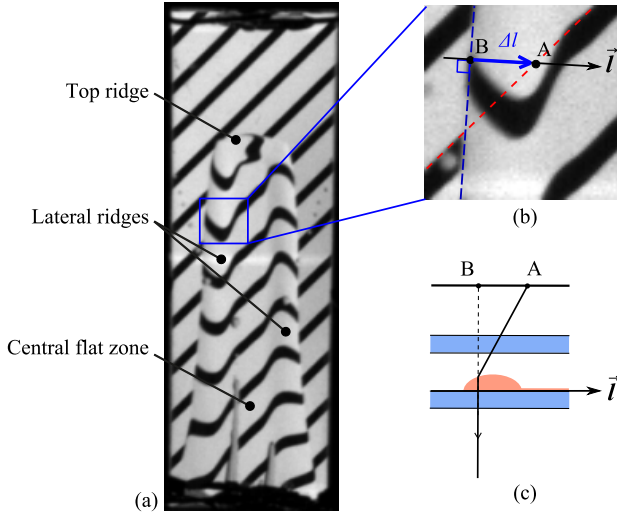 Top ridge
Lateral ridges
Central flat zone
(a)
B
Δl
A
l⃗
(b)
B
A
l⃗
(c)